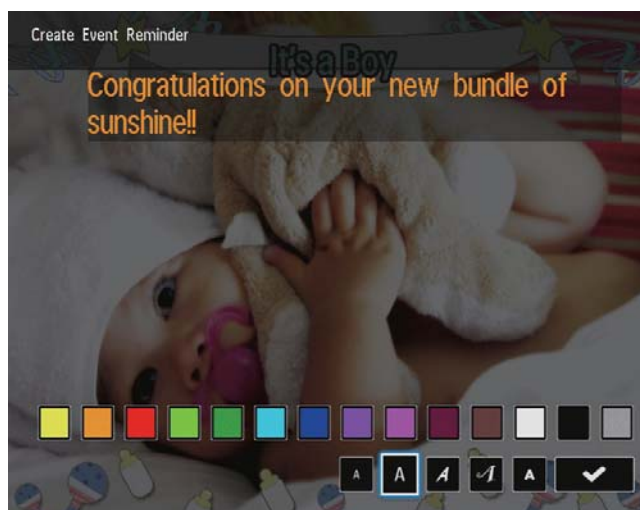 Create Event Reminder
It's a Boy
Congratulations on your new bundle of
sunshine!!
A A A A A